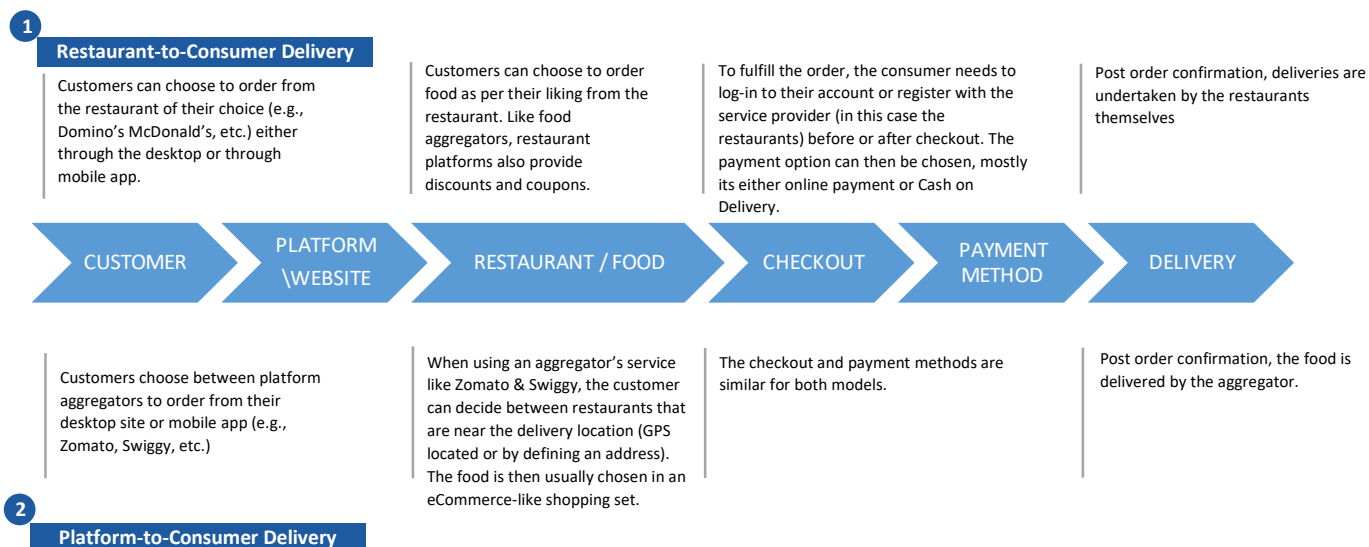 1
Restaurant-to-Consumer Delivery
Customers can choose to order from
the restaurant of their choice (e.g.,
Domino’s McDonald’s, etc.) either
through the desktop or through
mobile app.
Customers can choose to order
food as per their liking from the
restaurant. Like food
aggregators, restaurant
platforms also provide
discounts and coupons.
To fulfill the order, the consumer needs to
log-in to their account or register with the
service provider (in this case the
restaurants) before or after checkout. The
payment option can then be chosen, mostly
its either online payment or Cash on
Delivery.
Post order confirmation, deliveries are
undertaken by the restaurants
themselves
CUSTOMER
PLATFORM
\WEBSITE
RESTAURANT / FOOD
CHECKOUT
PAYMENT
METHOD
DELIVERY
Customers choose between platform
aggregators to order from their
desktop site or mobile app (e.g.,
Zomato, Swiggy, etc.)
When using an aggregator’s service
like Zomato & Swiggy, the customer
can decide between restaurants that
are near the delivery location (GPS
located or by defining an address).
The food is then usually chosen in an
eCommerce-like shopping set.
The checkout and payment methods are
similar for both models.
Post order confirmation, the food is
delivered by the aggregator.
2
Platform-to-Consumer Delivery